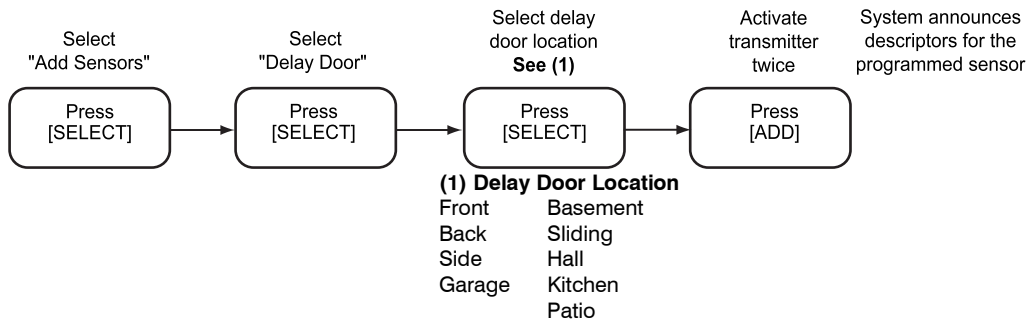 Select
"Add Sensors"
Press
[SELECT]
Select
"Delay Door"
Press
[SELECT]
Select delay
door location
See (1)
Press
[SELECT]
Activate
transmitter
twice
Press
[ADD]
System announces
descriptors for the
programmed sensor
(1) Delay Door Location
Front
Back
Side
Garage
Basement
Sliding
Hall
Kitchen
Patio